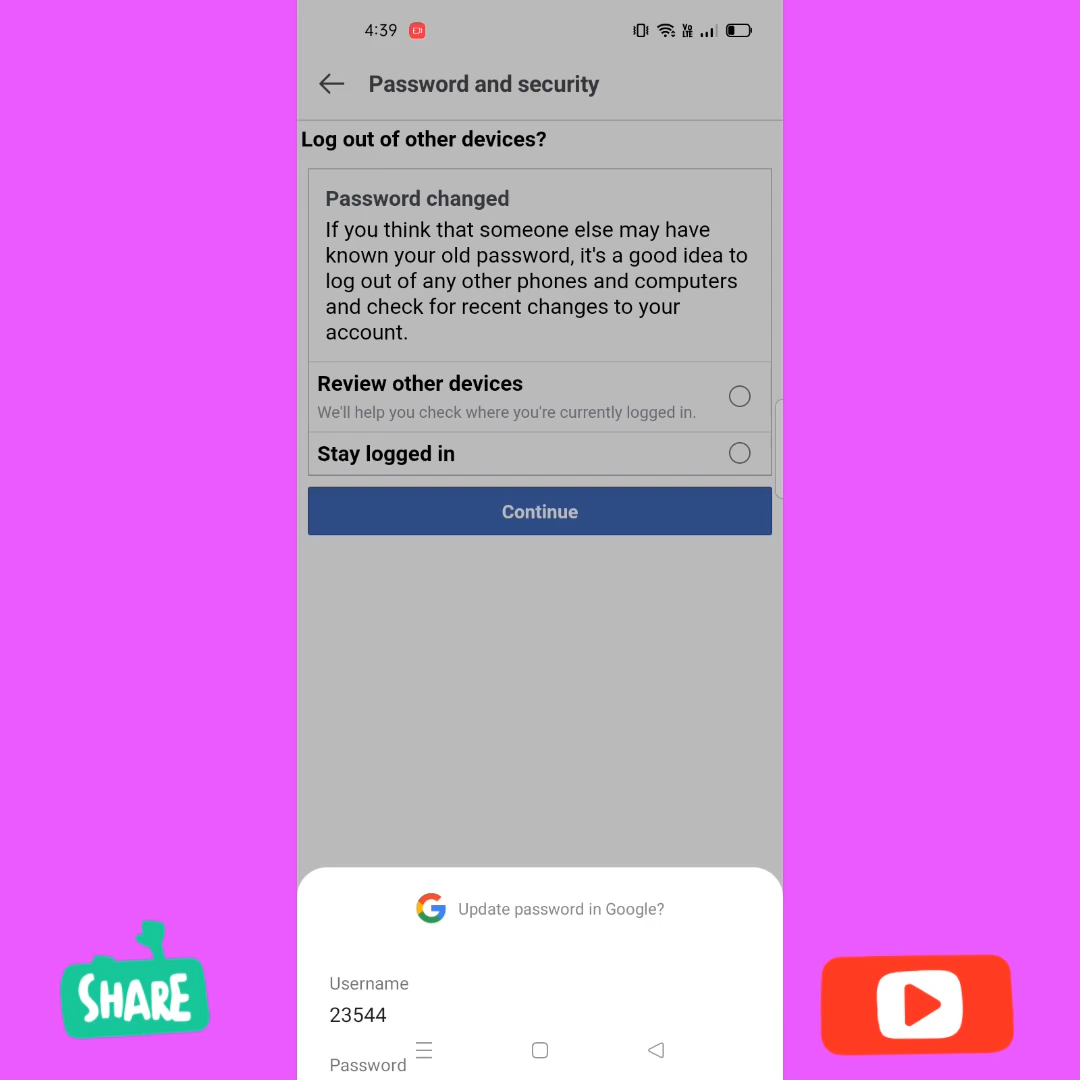 4:39
VO
LTE
Password and security
Log out of other devices?
Password changed
If you think that someone else may have
known your old password, it's a good idea to
log out of any other phones and computers
and check for recent changes to your
account.
Review other devices
We'll help you check where you're currently logged in.
Stay logged in
Continue
Update password in Google?
Username
23544
Password
SHARE